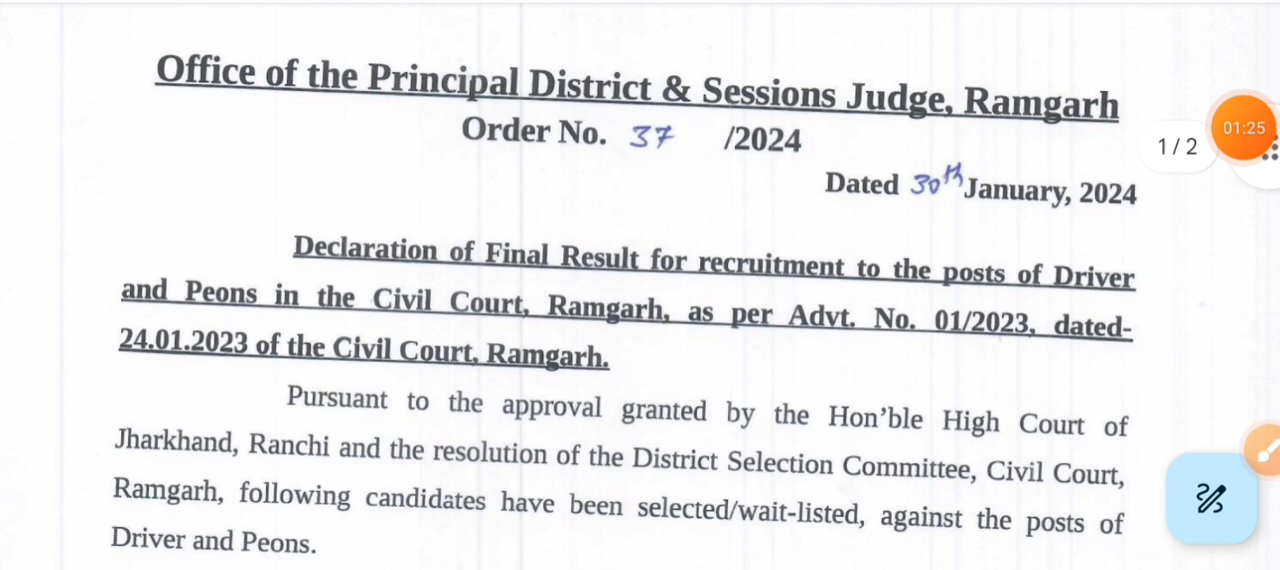 Office of the Principal District & Sessions Judge, Ramgarh
Order No. 37 /2024
1 / 2
01:25
Dated 30th January, 2024
Declaration of Final Result for recruitment to the posts of Driver
and Peons in the Civil Court, Ramgarh, as per Advt. No. 01/2023, dated-
24.01.2023 of the Civil Court, Ramgarh.
Pursuant to the approval granted by the Hon'ble High Court of
Jharkhand, Ranchi and the resolution of the District Selection Committee, Civil Court,
Ramgarh, following candidates have been selected/wait-listed, against the posts of
Driver and Peons.